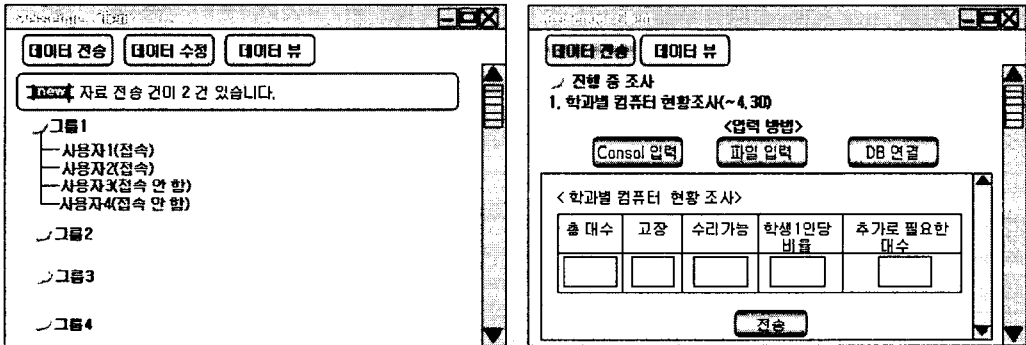 데이터 전송 데이터 수정 데이터 뷰
new 자료 전송 건이 2 건 있습니다.
그룹1
사용자1(접속)
사용자2(접속)
사용자3(접속 안 함)
사용자4(접속 안 함)
그룹2
그룹3
그룹4
데이터 전송 데이터 뷰
진행 중 조사
1. 학과별 컴퓨터 현황조사(~4.30)
<입력 방법>
Consol 입력 파일 입력 DB 연결
< 학과별 컴퓨터 현황 조사>
총 대수 고장 수리가능 학생1인당 비율 추가로 필요한 대수
전송